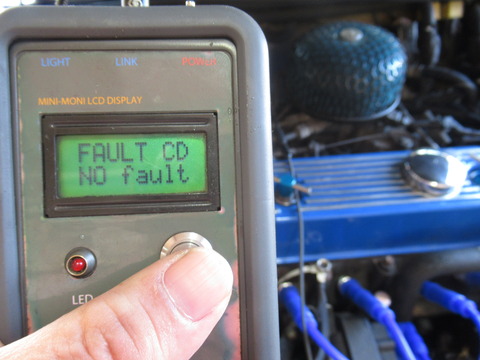 LIGHT LINK POWER
MINI-MONI LCD DISPLAY
FAULT CD
NO fault
LED